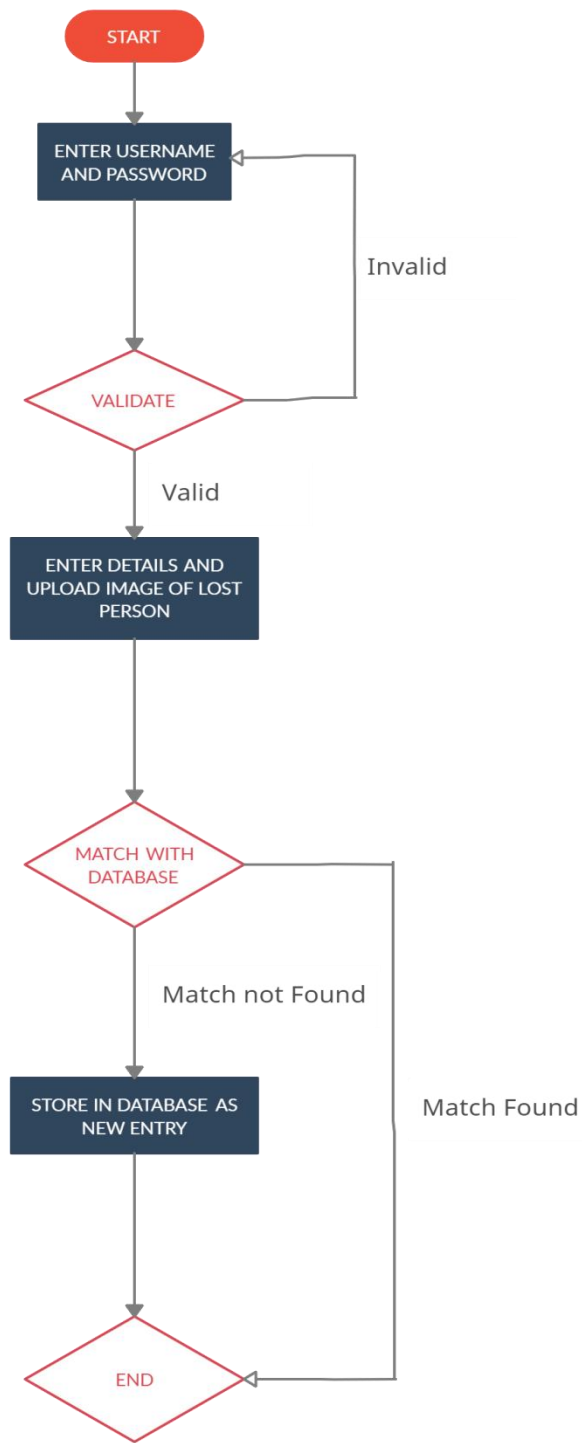 START
ENTER USERNAME
AND PASSWORD
Invalid
VALIDATE
Valid
ENTER DETAILS AND
UPLOAD IMAGE OF LOST
PERSON
MATCH WITH
DATABASE
Match not Found
STORE IN DATABASE AS
NEW ENTRY
Match Found
END